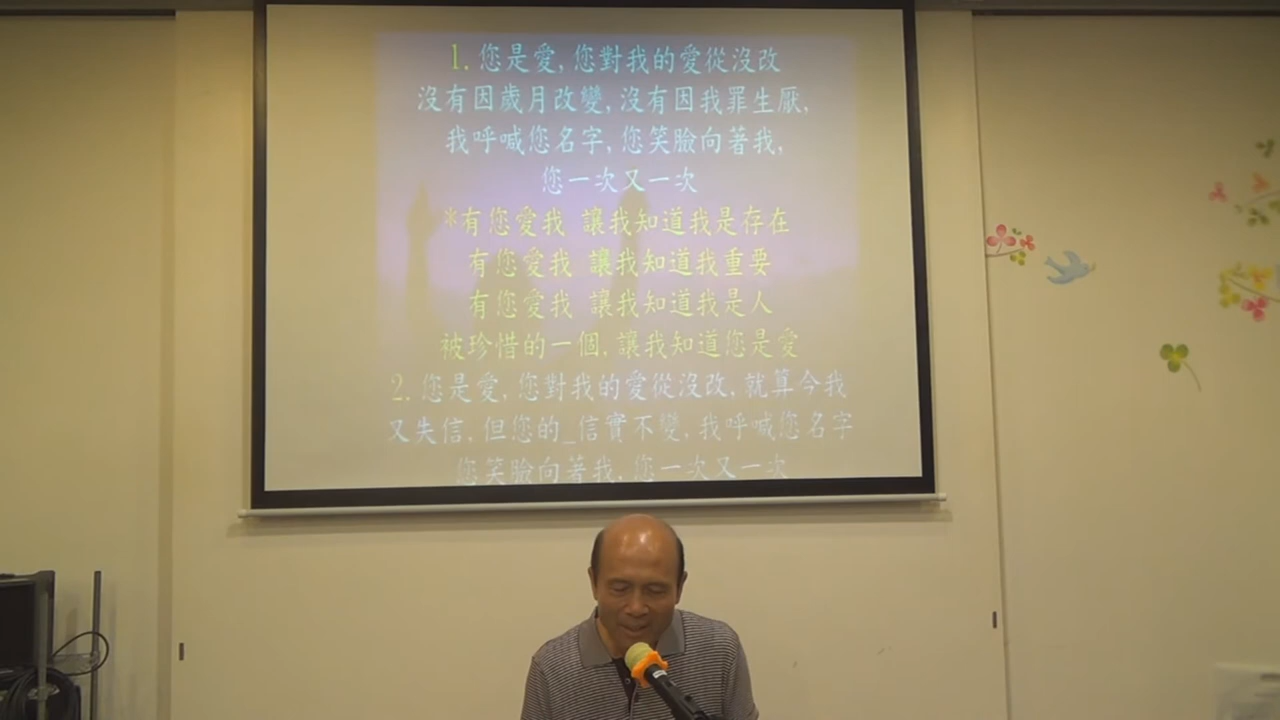 1. 您是愛, 您對我的愛從沒改
沒有因歲月改變, 沒有因我罪生厭,
我呼喊您名字, 您笑臉向著我,
您一次又一次
*有您愛我 讓我知道我是存在
有您愛我 讓我知道我重要
有您愛我 讓我知道我是人
被珍惜的一個, 讓我知道您是愛
2. 您是愛, 您對我的愛從沒改, 就算今我
又失信, 但您的_信實不變, 我呼喊您名字
您笑臉向著我, 您一次又一次